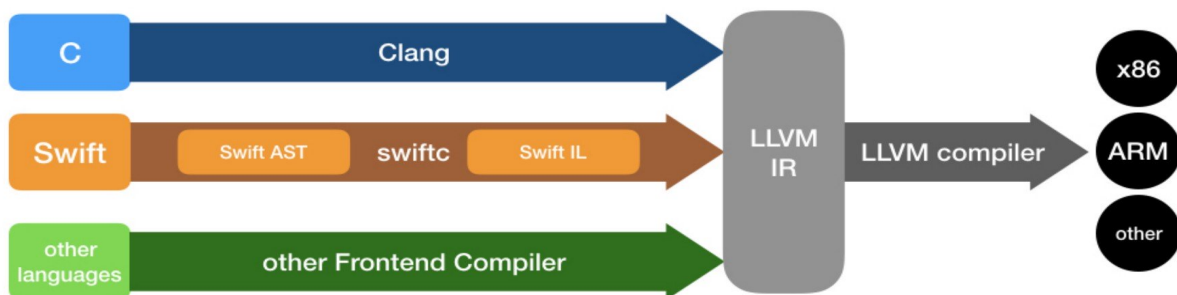 C
Clang
Swift
Swift AST
swiftc
Swift IL
other
languages
other Frontend Compiler
LLVM
IR
LLVM compiler
x86
ARM
other